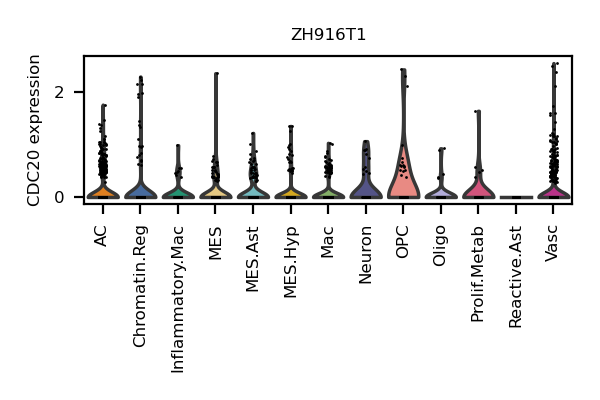 ZH916T1
CDC20 expression
2
0
AC
Chromatin.Reg
Inflammatory.Mac
MES
MES.Ast
MES.Hyp
Mac
Neuron
OPC
Oligo
Prolif.Metab
Reactive.Ast
Vasc